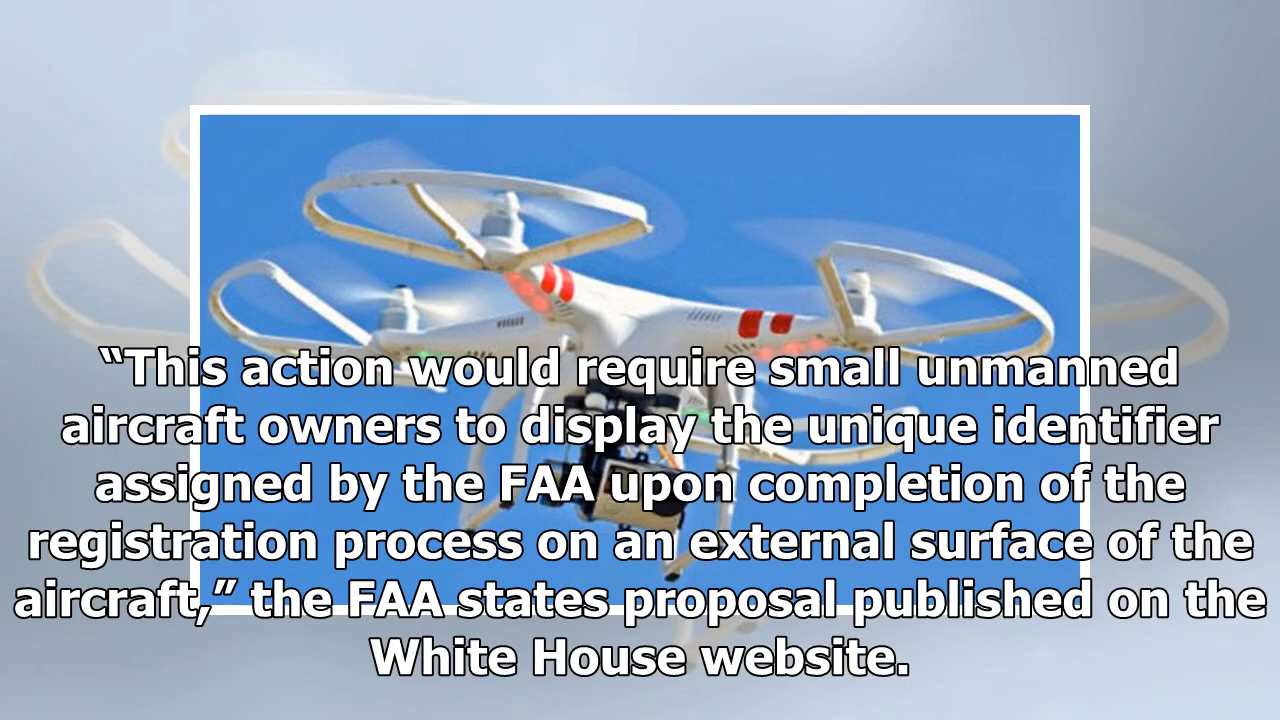 “This action would require small unmanned
aircraft owners to display the unique identifier
assigned by the FAA upon completion of the
registration process on an external surface of the
aircraft,” the FAA states proposal published on the
White House website.